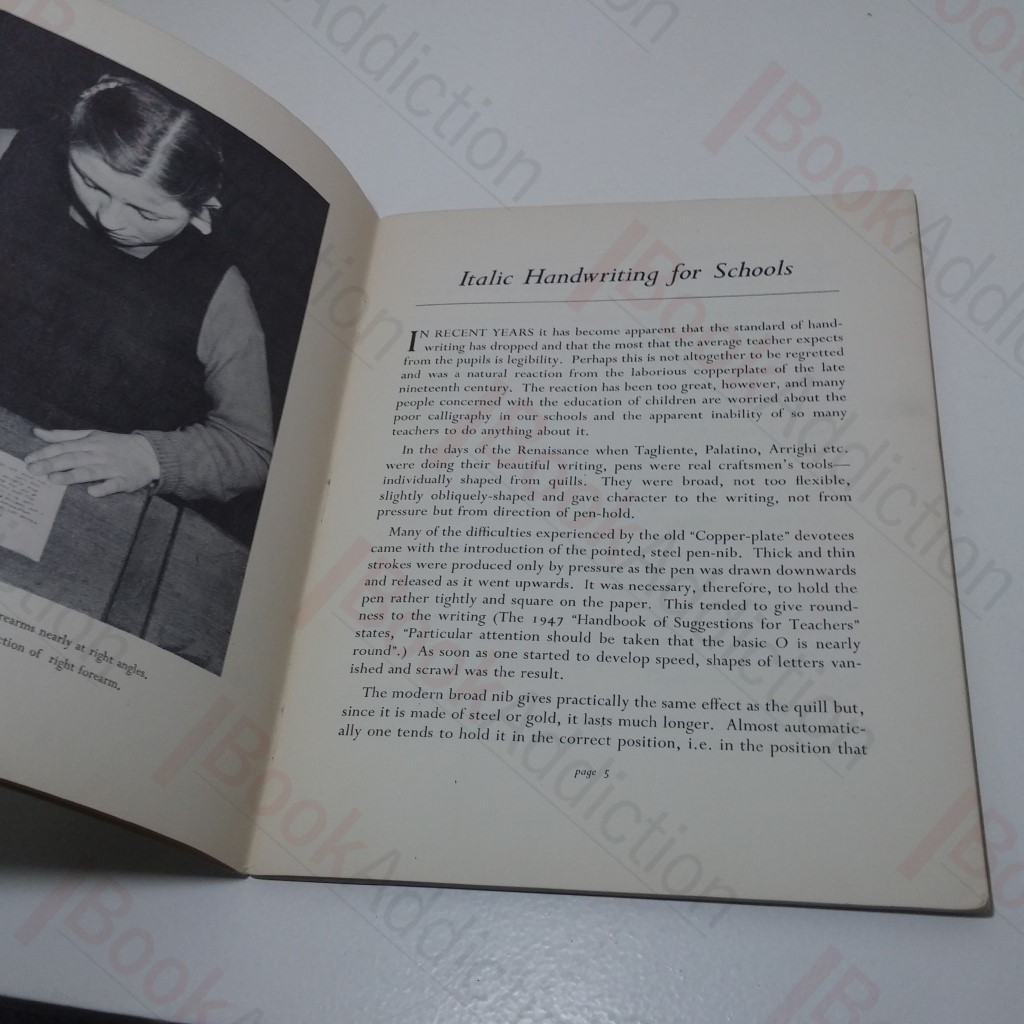 rearms nearly at right angles.
ction of right forearm.
Italic Handwriting for Schools
IN RECENT YEARS it has become apparent that the standard of hand-
writing has dropped and that the most that the average teacher expects
from the pupils is legibility. Perhaps this is not altogether to be regretted
and was a natural reaction from the laborious copperplate of the late
nineteenth century. The reaction has been too great, however, and many
people concerned with the education of children are worried about the
poor calligraphy in our schools and the apparent inability of so many
teachers to do anything about it.
In the days of the Renaissance when Tagliente, Palatino, Arrighi etc.
were doing their beautiful writing, pens were real craftsmen's tools—
individually shaped from quills. They were broad, not too flexible,
slightly obliquely-shaped and gave character to the writing, not from
pressure but from direction of pen-hold.
Many of the difficulties experienced by the old "Copper-plate" devotees
came with the introduction of the pointed, steel pen-nib. Thick and thin
strokes were produced only by pressure as the pen was drawn downwards
and released as it went upwards. It was necessary, therefore, to hold the
pen rather tightly and square on the paper. This tended to give round-
ness to the writing (The 1947 "Handbook of Suggestions for Teachers"
states, "Particular attention should be taken that the basic O is nearly
round".) As soon as one started to develop speed, shapes of letters van-
ished and scrawl was the result.
The modern broad nib gives practically the same effect as the quill but,
since it is made of steel or gold, it lasts much longer. Almost automatic-
ally one tends to hold it in the correct position, i.e. in the position that
page 5
BookAddiction